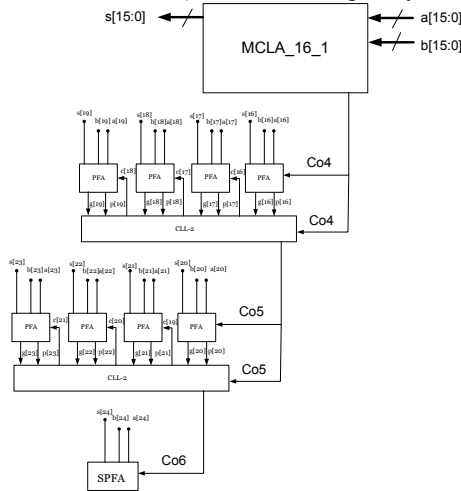 s[15:0]
a[15:0]
MCLA_16_1
b[15:0]
s[19] b[19] a[19] s[18] b[18] a[18] s[17] b[17] a[17] s[16] b[16] a[16]
Co4
PFA c[18] PFA c[17] PFA c[16] PFA
g[19] p[19] g[18] p[18] g[17] p[17] g[16] p[16]
Co4
CLL-2
s[23] b[23] a[23] s[22] b[22] a[22] s[21] b[21] a[21] s[20] b[20] a[20]
Co5
PFA c[21] PFA c[20] PFA c[19] PFA
g[23] p[23] g[22] p[22] g[21] p[21] g[20] p[20]
Co5
CLL-2
s[24]
b[24] a[24]
Co6
SPFA